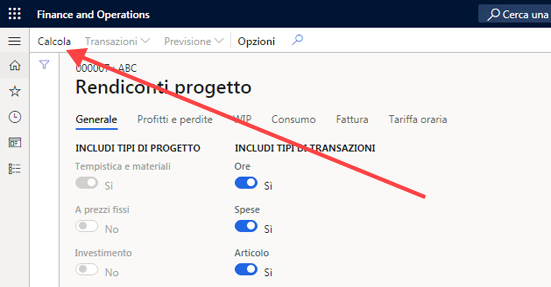 Finance and Operations
Cerca una
Calcola Transazioni Previsione Opzioni
000007 : ABC
Rendiconti progetto
Generale Profitti e perdite WIP Consumo Fattura Tariffa oraria
INCLUDI TIPI DI PROGETTO INCLUDI TIPI DI TRANSAZIONI
Tempistica e materiali Ore
Sì Sì
A prezzi fissi Spese
No Sì
Investimento Articolo
No Sì